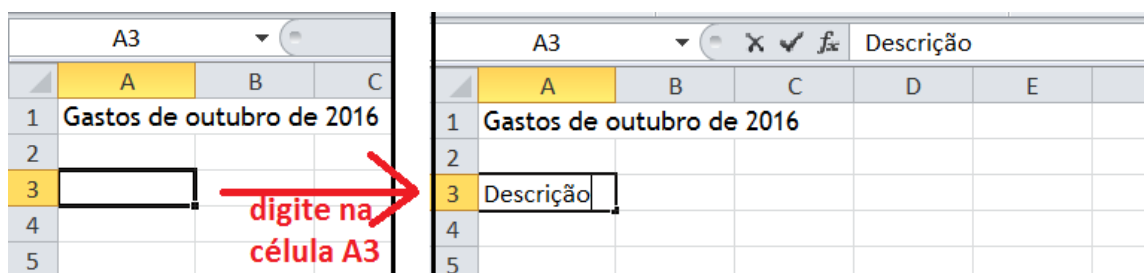 A3
A B C
1 Gastos de outubro de 2016
2
3
4
5
digite na
célula A3
A3 fx Descrição
A B C D E
1 Gastos de outubro de 2016
2
3 Descrição
4
5